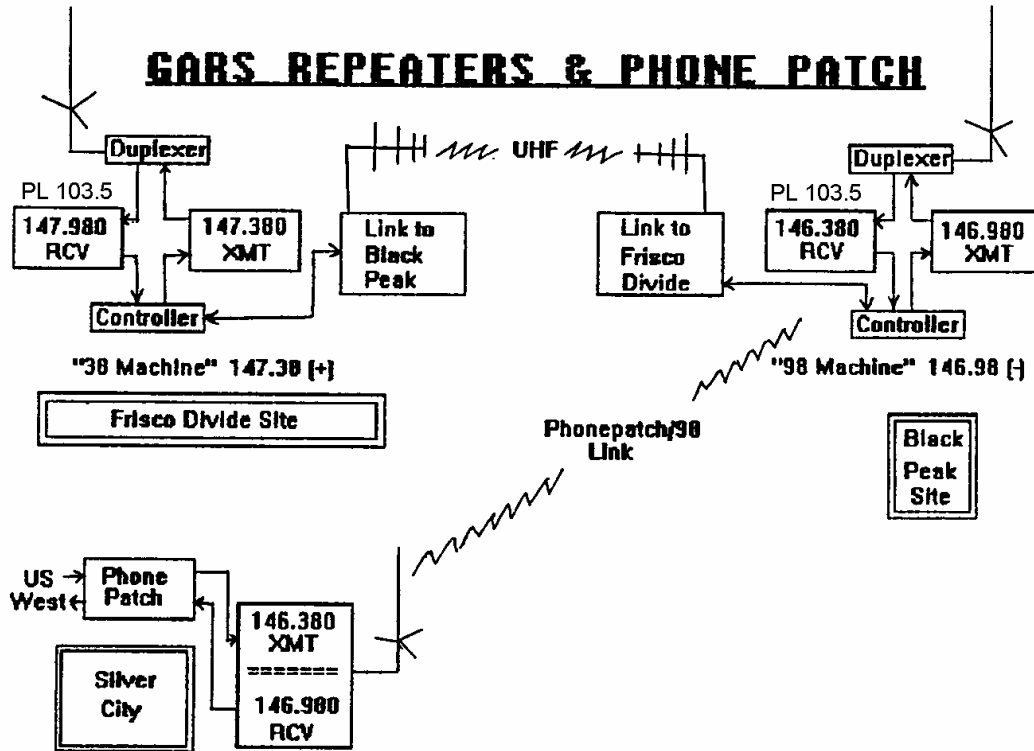 GARS REPEATERS & PHONE PATCH
Duplexer
PL 103.5
147.980
RCV
147.380
XMT
Controller
Link to
Black
Peak
UHF
Link to
Frisco
Divide
Duplexer
PL 103.5
146.380
RCV
146.980
XMT
Controller
"38 Machine" 147.38 (+)
Frisco Divide Site
"98 Machine" 146.98 (-)
Black
Peak
Site
Phonepatch/98
Link
US
West
Phone
Patch
146.380
XMT
=======
146.980
RCV
Silver
City